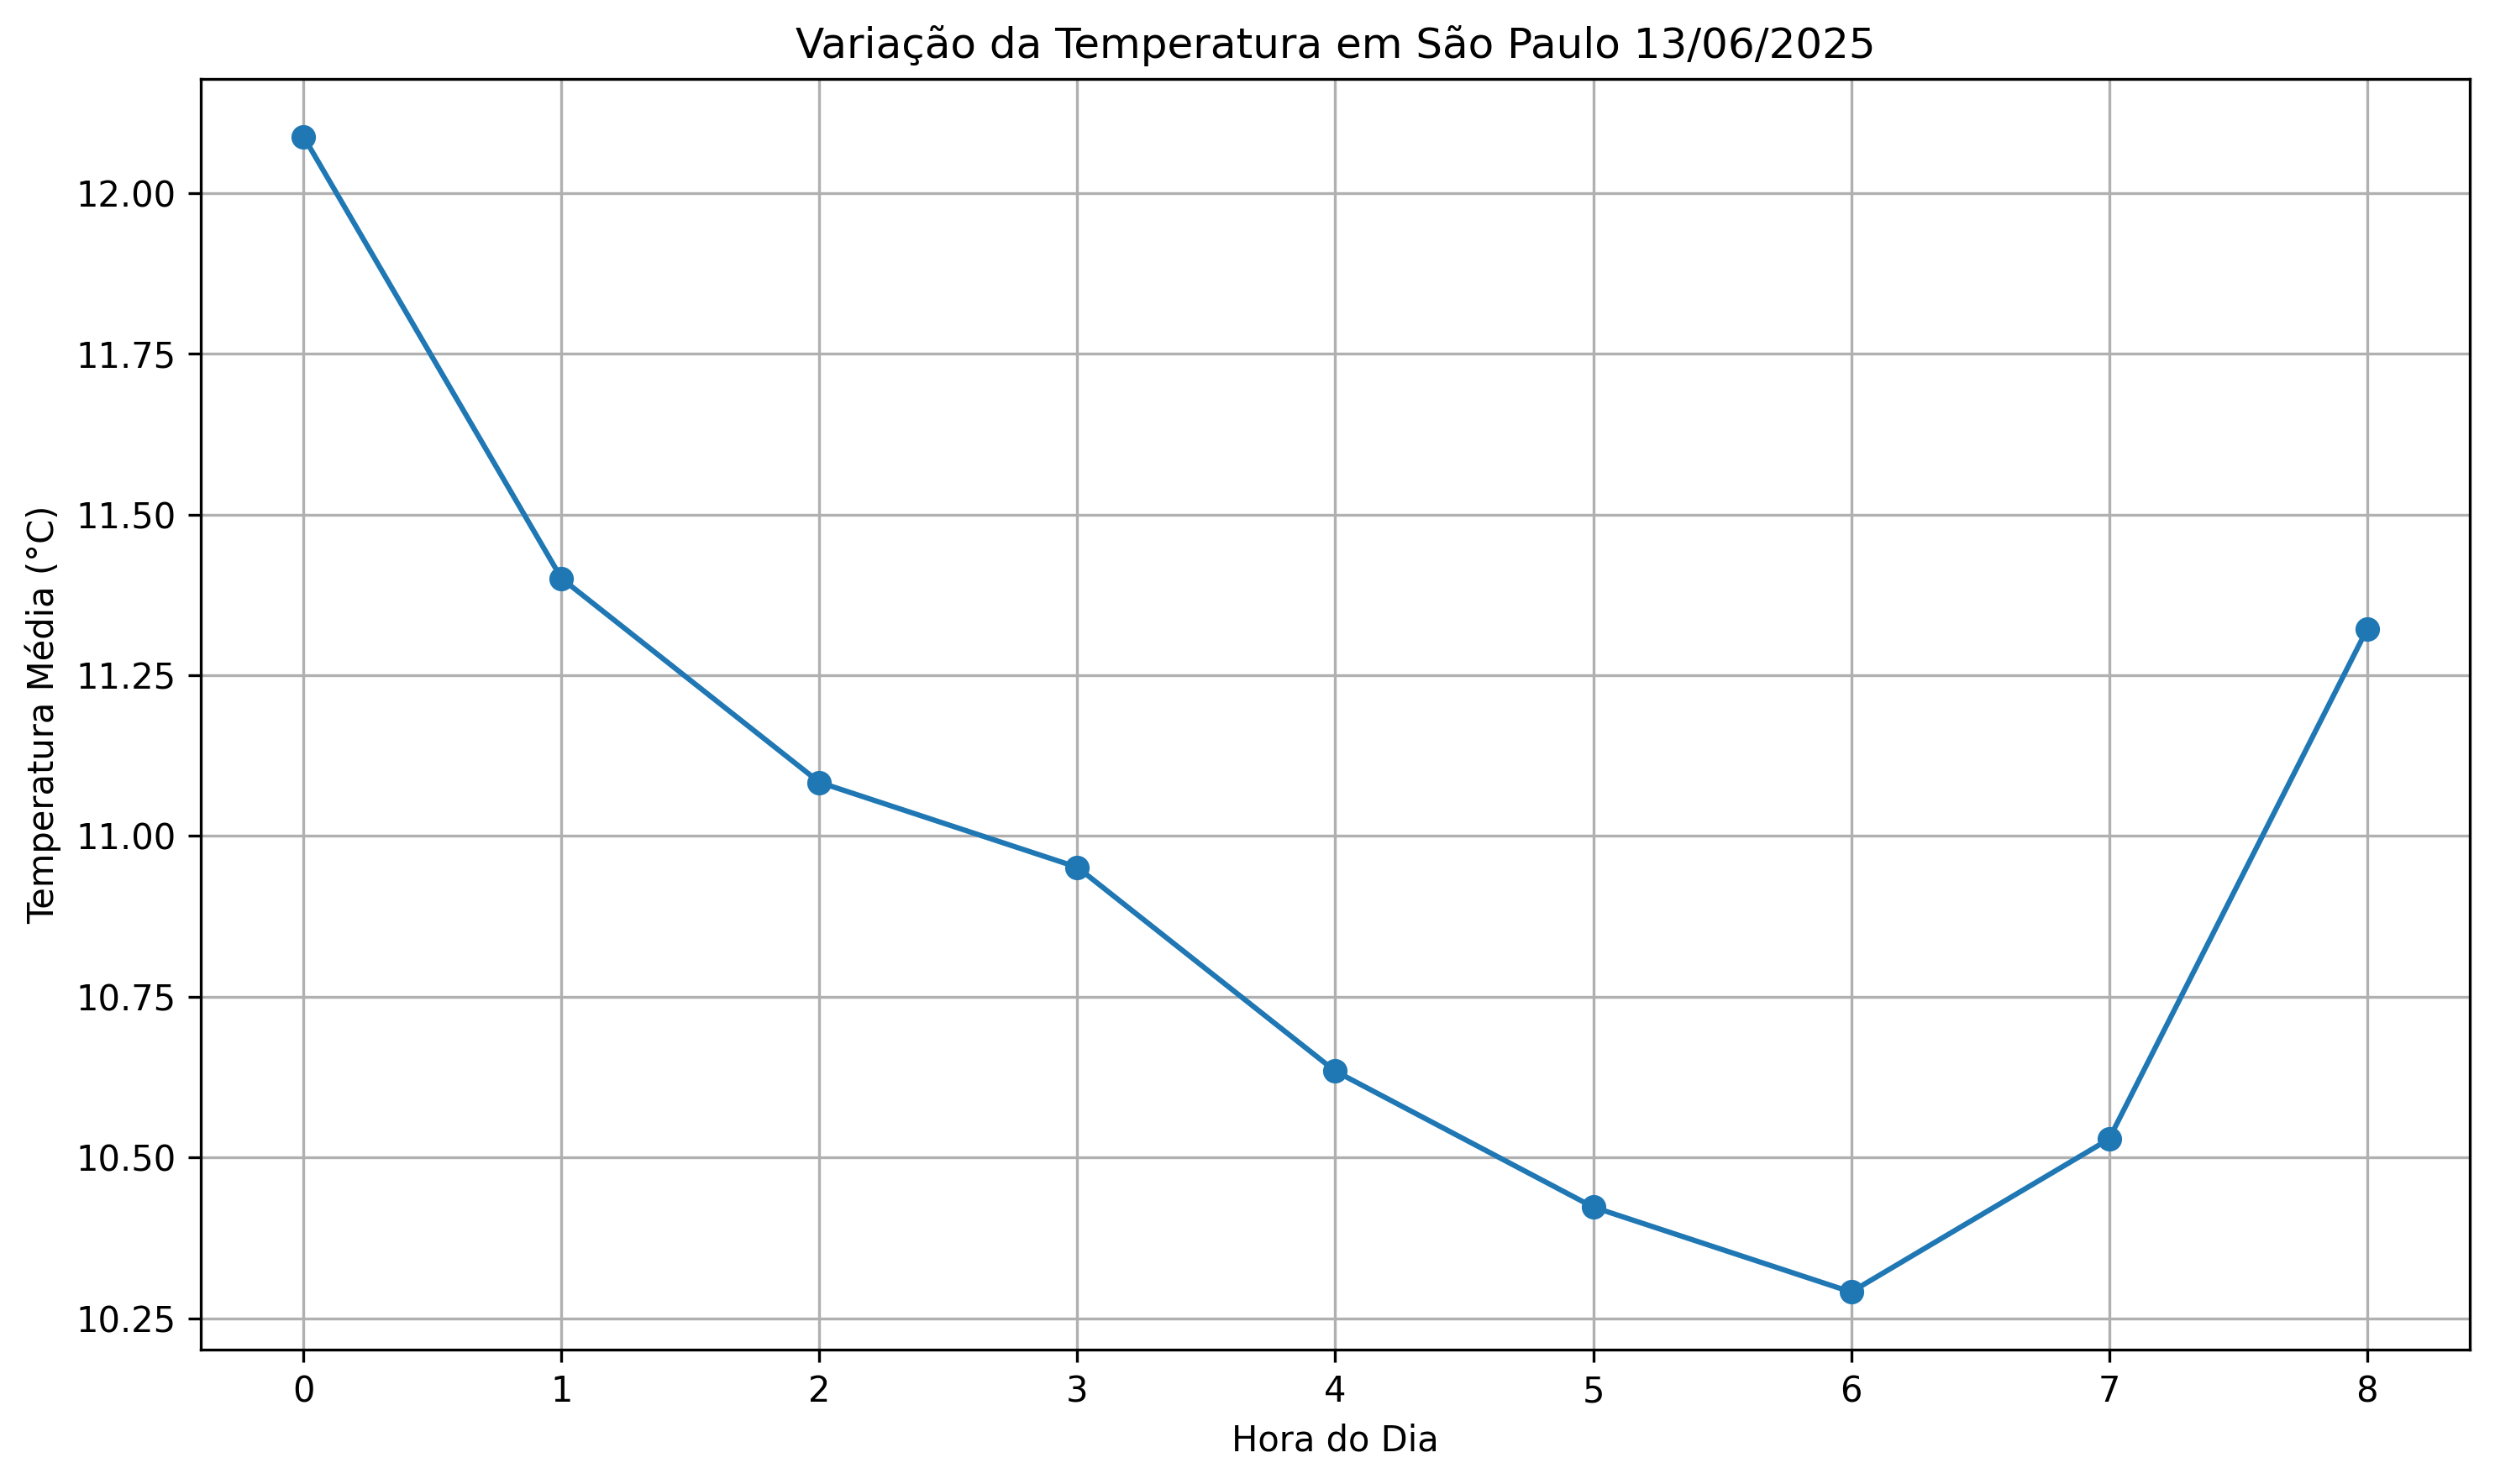 Variação da Temperatura em São Paulo 13/06/2025
Temperatura Média (°C)
12.00
11.75
11.50
11.25
11.00
10.75
10.50
10.25
0 1 2 3 4 5 6 7 8
Hora do Dia